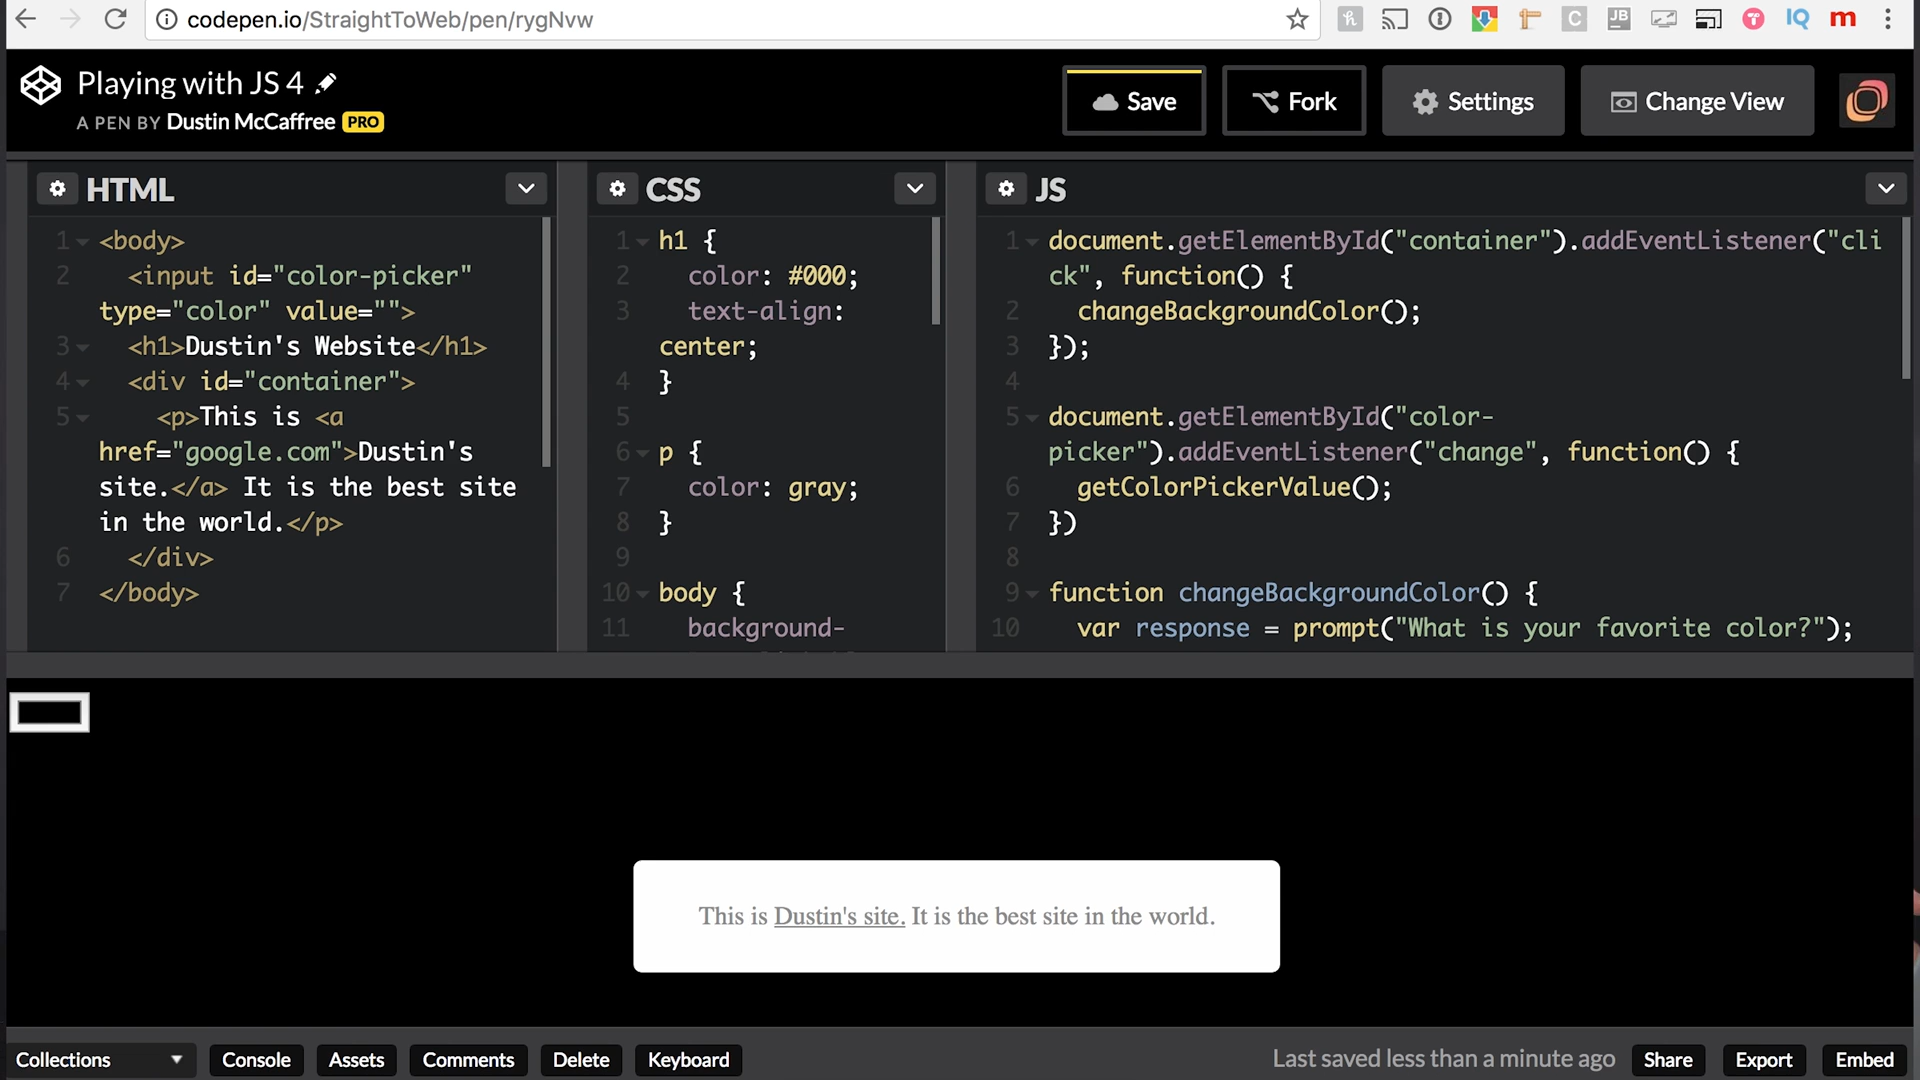 codepen.io/StraightToWeb/pen/rygNvw
Playing with JS 4
A PEN BY Dustin McCaffree PRO
Save
Fork
Settings
Change View
HTML
1 <body>
2 <input id="color-picker"
type="color" value="">
3 <h1>Dustin's Website</h1>
4 <div id="container">
5 <p>This is <a
href="google.com">Dustin's
site.</a> It is the best site
in the world.</p>
6 </div>
7 </body>
CSS
1 h1 {
2 color: #000;
3 text-align:
center;
4 }
5
6 p {
7 color: gray;
8 }
9
10 body {
11 background-
JS
1 document.getElementById("container").addEventListener("cli
ck", function() {
2 changeBackgroundColor();
3 });
4
5 document.getElementById("color-
picker").addEventListener("change", function() {
6 getColorPickerValue();
7 })
8
9 function changeBackgroundColor() {
10 var response = prompt("What is your favorite color?");
This is Dustin's site. It is the best site in the world.
Collections
Console
Assets
Comments
Delete
Keyboard
Last saved less than a minute ago
Share
Export
Embed